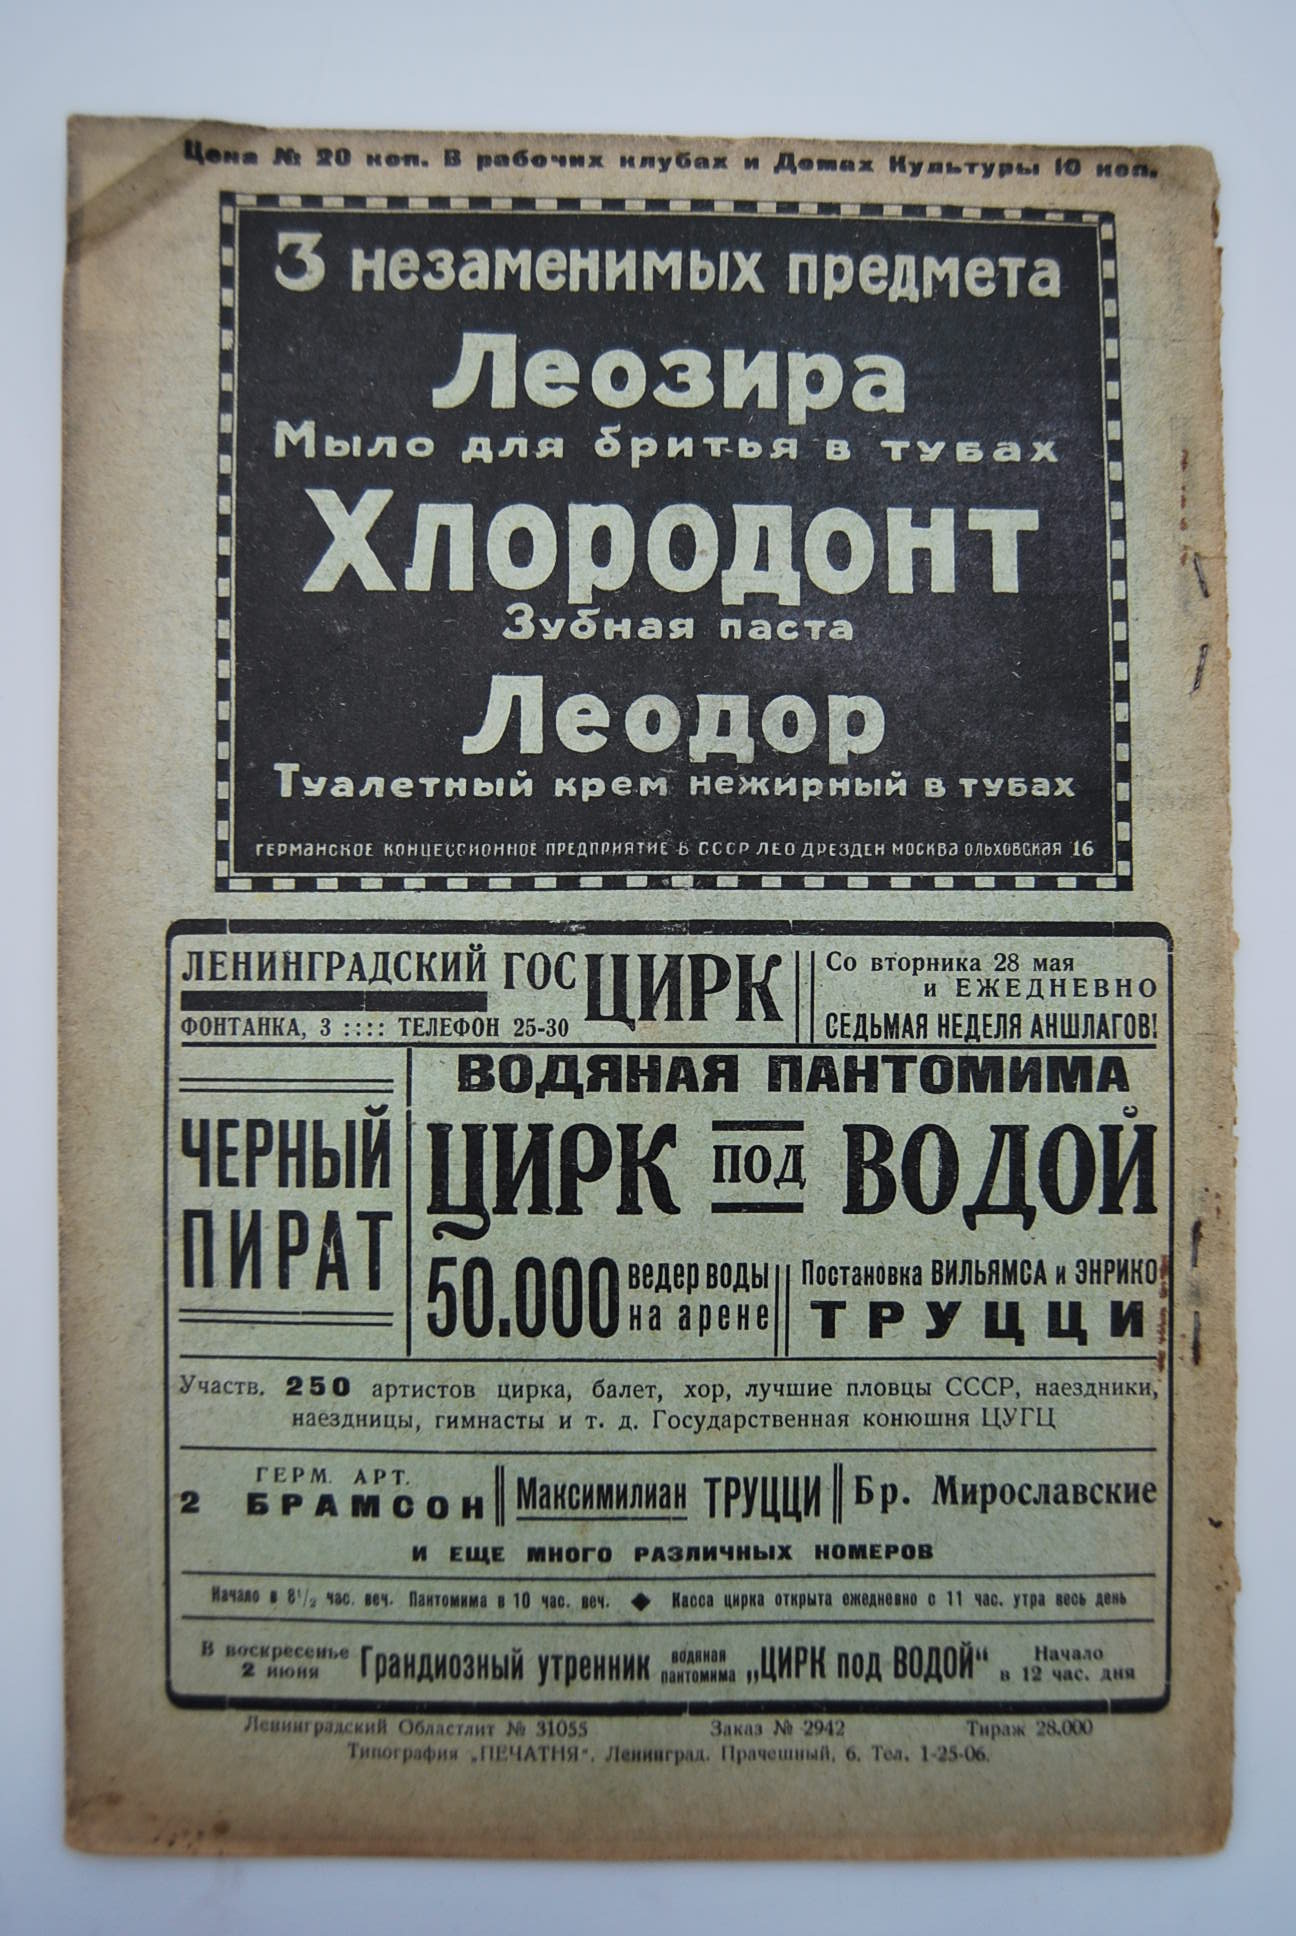 Цена № 20 коп. В рабочих клубах и Домах Культуры 10 коп.
3 незаменимых предмета
Леозира
Мыло для бритья в тубах
Хлородонт
Зубная паста
Леодор
Туалетный крем нежирный в тубах
ГЕРМАНСКОЕ КОНЦЕССИОННОЕ ПРЕДПРИЯТИЕ В СССР ЛЕО ДРЕЗДЕН МОСКВА ОЛЬХОВСКАЯ 16
ЛЕНИНГРАДСКИЙ ГОСЦИРК
ФОНТАНКА, 3 :::: ТЕЛЕФОН 25-30
Со вторника 28 мая
и ЕЖЕДНЕВНО
СЕДЬМАЯ НЕДЕЛЯ АНШЛАГОВ!
ЧЕРНЫЙ
ПИРАТ
ВОДЯНАЯ ПАНТОМИМА
ЦИРК ПОД ВОДОЙ
50.000 ведер воды
на арене
Постановка ВИЛЬЯМСА и ЭНРИКО
ТРУЦЦИ
Участв. 250 артистов цирка, балет, хор, лучшие пловцы СССР, наездники,
наездницы, гимнасты и т. д. Государственная конюшня ЦУГЦ
ГЕРМ. АРТ.
2 БРАМСОН
Максимилиан ТРУЦЦИ
Бр. Мирославские
И ЕЩЕ МНОГО РАЗЛИЧНЫХ НОМЕРОВ
Начало в 8 1/2 час. веч. Пантомима в 10 час. веч. ◆ Касса цирка открыта ежедневно с 11 час. утра весь день
В воскресенье
2 июня
Грандиозный утренник
водяная
пантомима
„ЦИРК ПОД ВОДОЙ“
Начало
в 12 час. дня
Ленинградский Областлит № 31055 Заказ № 2942 Тираж 28.000
Типография „ПЕЧАТНЯ“. Ленинград. Прачешный, 6. Тел. 1-25-06.